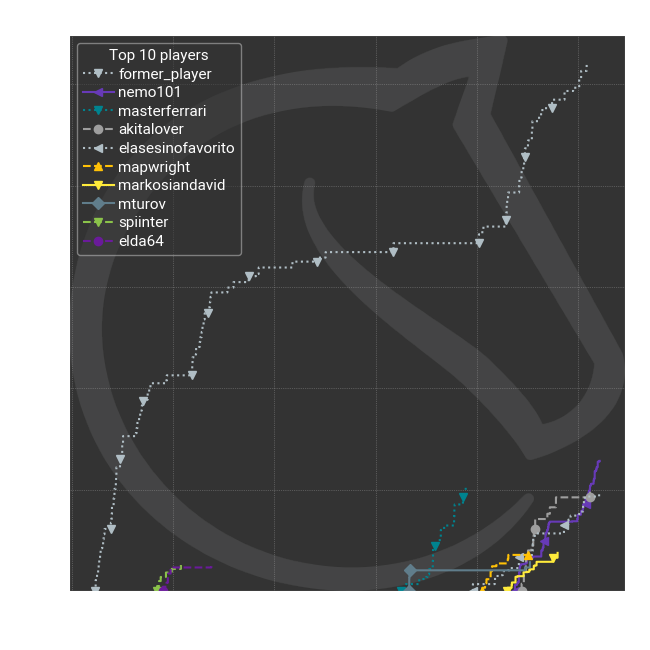 Top 10 players
former_player
nemo101
masterferrari
akitalover
elasesinofavorito
mapwright
markosiandavid
mturov
spiinter
elda64